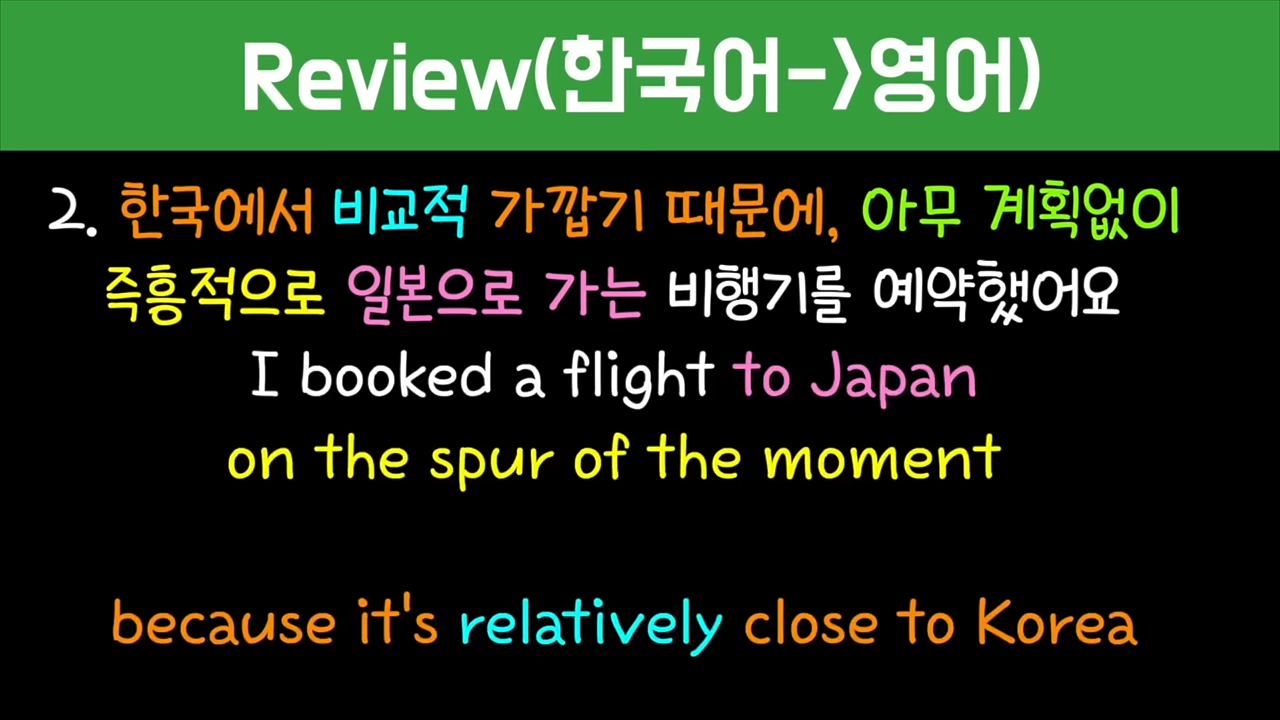 Review(한국어->영어)
2. 한국에서 비교적 가깝기 때문에, 아무 계획없이
즉흥적으로 일본으로 가는 비행기를 예약했어요
I booked a flight to Japan
on the spur of the moment
because it's relatively close to Korea